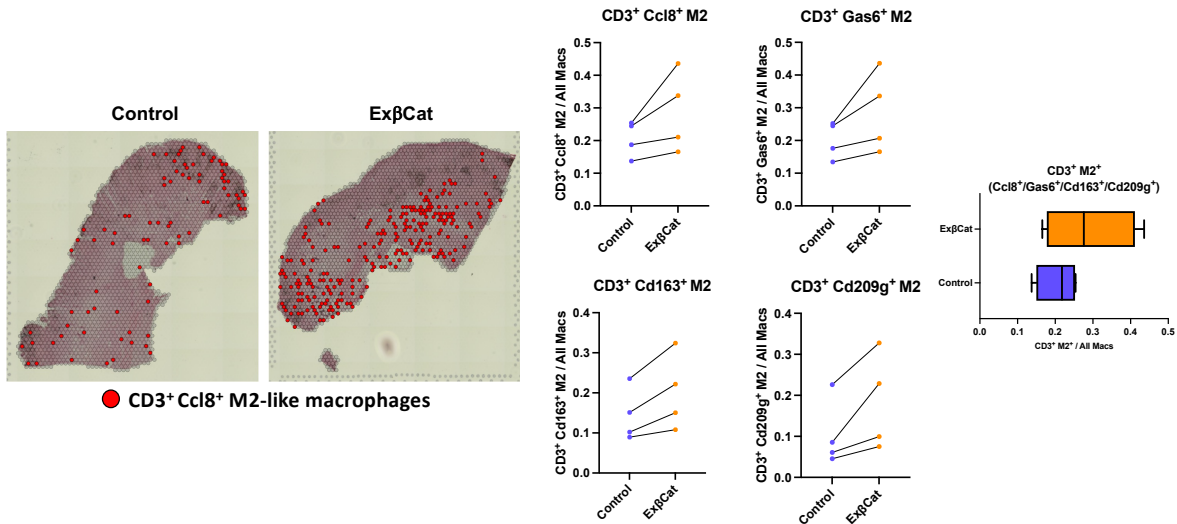 Control
ExβCat
CD3⁺ Ccl8⁺ M2-like macrophages
CD3⁺ Ccl8⁺ M2
CD3⁺ Ccl8⁺ M2 / All Macs
0.5
0.4
0.3
0.2
0.1
0.0
Control
ExβCat
CD3⁺ Gas6⁺ M2
CD3⁺ Gas6⁺ M2 / All Macs
0.5
0.4
0.3
0.2
0.1
0.0
Control
ExβCat
CD3⁺ Cd163⁺ M2
CD3⁺ Cd163⁺ M2 / All Macs
0.4
0.3
0.2
0.1
0.0
Control
ExβCat
CD3⁺ Cd209g⁺ M2
CD3⁺ Cd209g⁺ M2 / All Macs
0.4
0.3
0.2
0.1
0.0
Control
ExβCat
CD3⁺ M2⁺
(Ccl8⁺/Gas6⁺/Cd163⁺/Cd209g⁺)
ExβCat
Control
0.0 0.1 0.2 0.3 0.4 0.5
CD3⁺ M2⁺ / All Macs